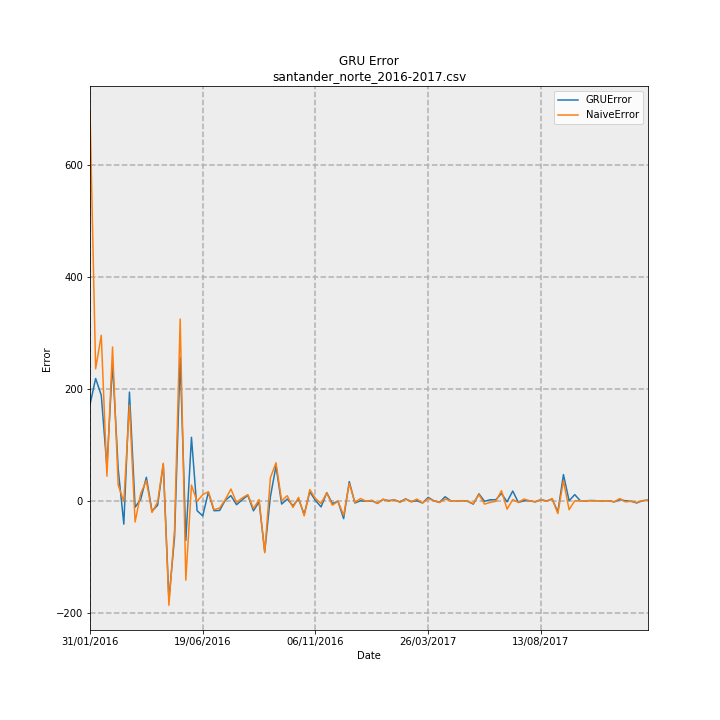 GRU Error
santander_norte_2016-2017.csv
GRUError
NaiveError
600
400
200
0
−200
Error
31/01/2016
19/06/2016
06/11/2016
26/03/2017
13/08/2017
Date